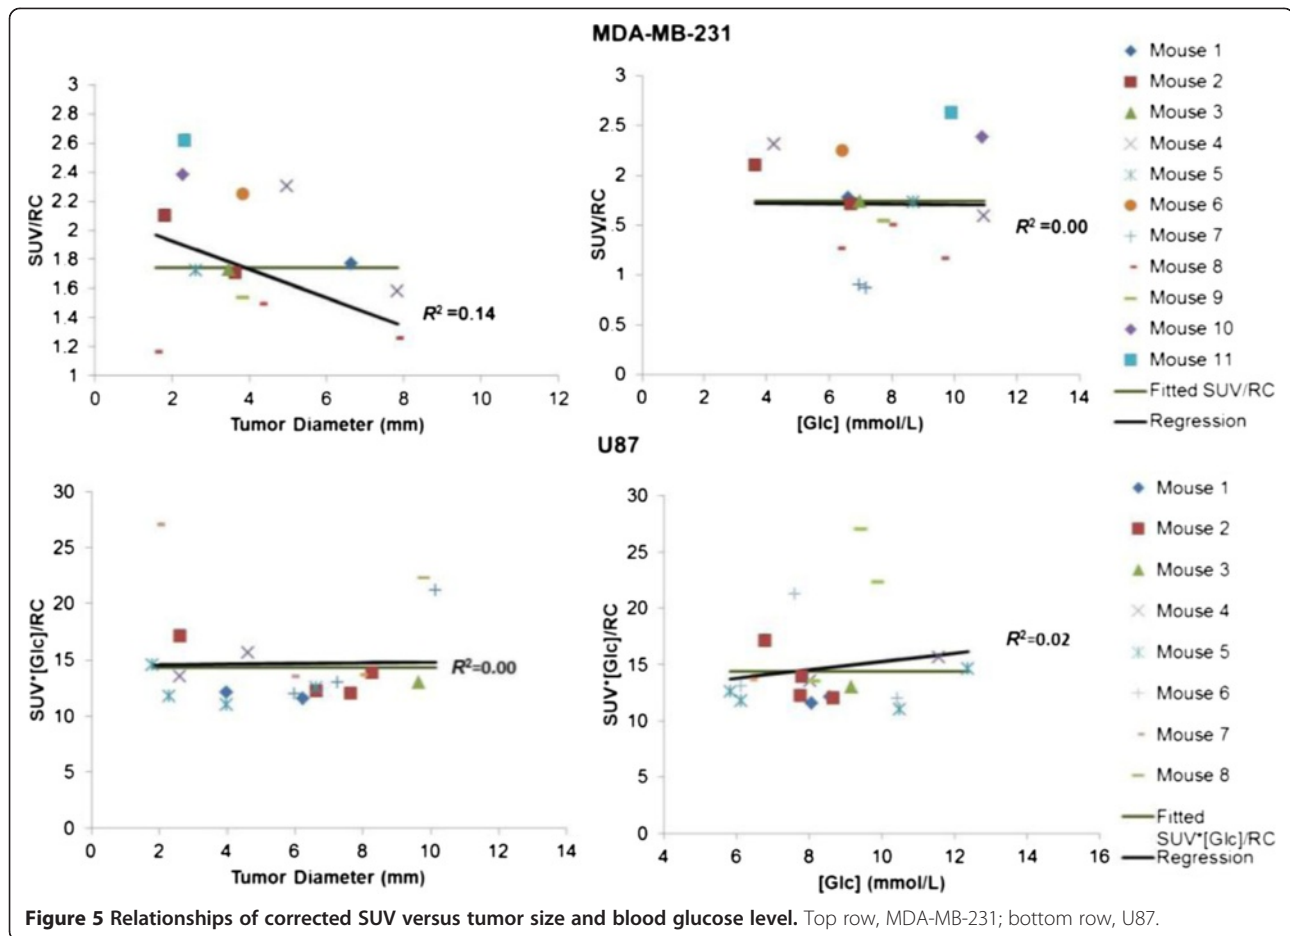 MDA-MB-231
3
2.8
2.6
2.4
2.2
2
1.8
1.6
1.4
1.2
1
SUV/RC
R² =0.14
0 2 4 6 8 10
Tumor Diameter (mm)
3
2.5
2
1.5
1
0.5
0
SUV/RC
R² =0.00
0 2 4 6 8 10 12 14
[Glc] (mmol/L)
Mouse 1
Mouse 2
Mouse 3
Mouse 4
Mouse 5
Mouse 6
Mouse 7
Mouse 8
Mouse 9
Mouse 10
Mouse 11
Fitted SUV/RC
Regression
U87
30
25
20
15
10
5
0
SUV*[Glc]/RC
R²=0.00
0 2 4 6 8 10 12 14
Tumor Diameter (mm)
30
25
20
15
10
5
0
SUV*[Glc]/RC
R²=0.02
4 6 8 10 12 14 16
[Glc] (mmol/L)
Mouse 1
Mouse 2
Mouse 3
Mouse 4
Mouse 5
Mouse 6
Mouse 7
Mouse 8
Fitted
SUV*[Glc]/RC
Regression
Figure 5 Relationships of corrected SUV versus tumor size and blood glucose level. Top row, MDA-MB-231; bottom row, U87.